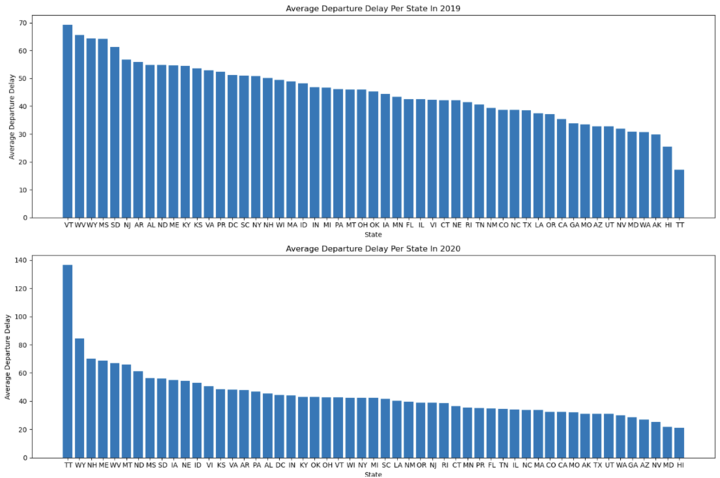 Average Departure Delay Per State In 2019
70
60
50
40
30
20
10
0
Average Departure Delay
VT WV WY MS SD NJ AR AL ND ME KY KS VA PR DC SC NY NH WI MA ID IN MI PA MT OH OK IA MN FL IL VI CT NE RI TN NM CO NC TX LA OR CA GA MO AZ UT NV MD WA AK HI TT
State
Average Departure Delay Per State In 2020
140
120
100
80
60
40
20
0
Average Departure Delay
TT WY NH ME WV MT ND MS SD IA NE ID VI KS VA AR PA AL DC IN KY OK OH VT WI NY MI SC LA NM OR NJ RI CT MN PR FL TN IL NC MA CO CA MO AK TX UT WA GA AZ NV MD HI
State